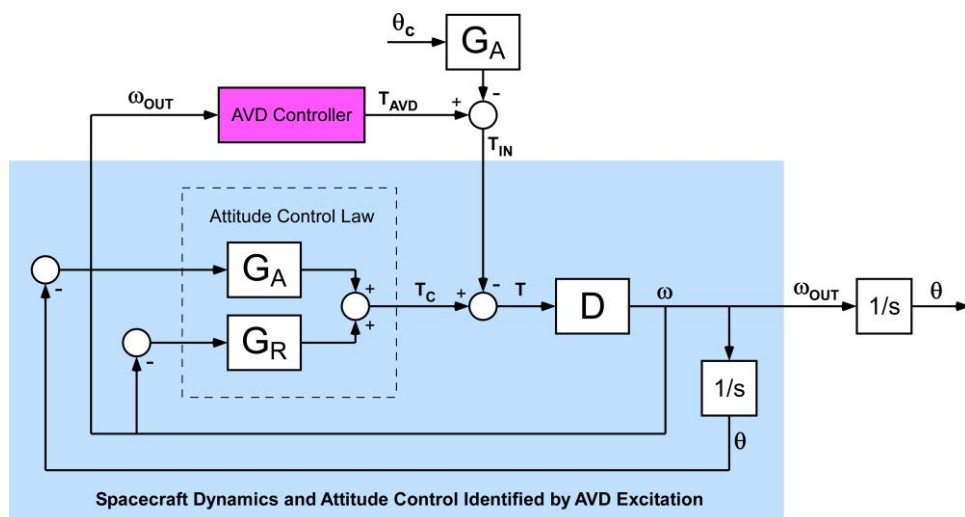 θc
GA
-
ωOUT
AVD Controller
TAVD
+
TIN
Attitude Control Law
GA
+
-
TC
+
-
T
D
ω
ωOUT
1/s
θ
+
GR
-
1/s
θ
Spacecraft Dynamics and Attitude Control Identified by AVD Excitation